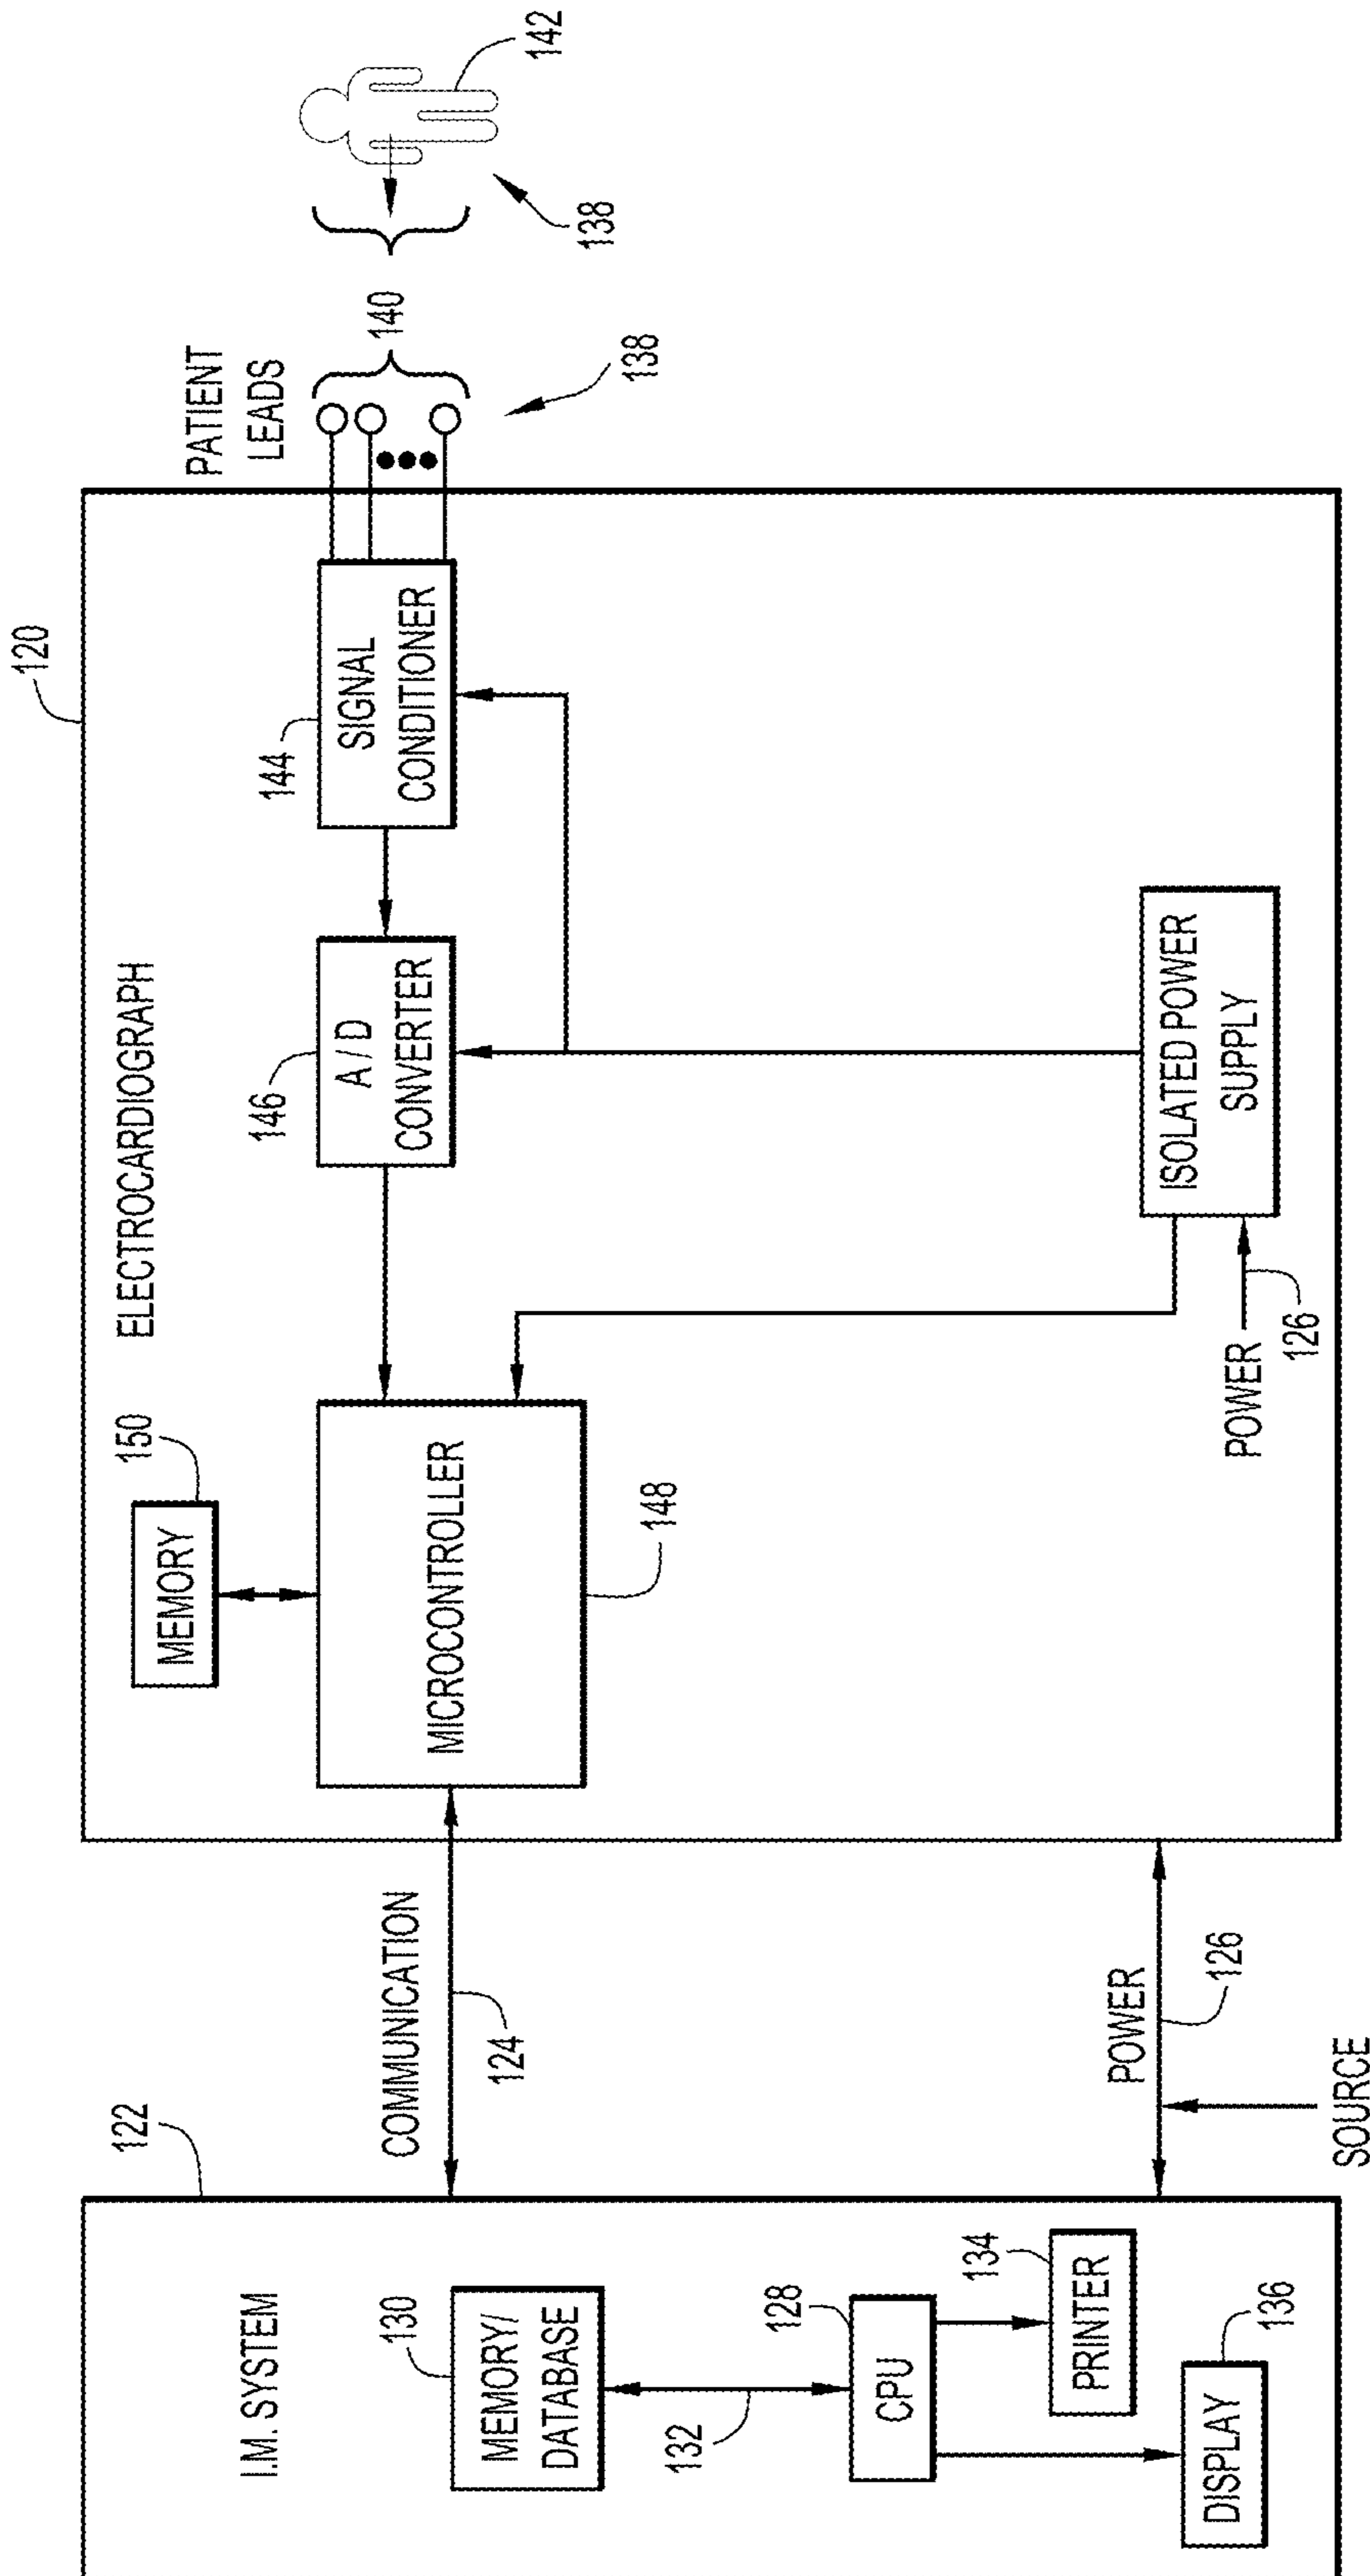 120
ELECTROCARDIOGRAPH
PATIENT
LEADS
140
142
138
138
144
SIGNAL
CONDITIONER
146
A / D
CONVERTER
150
MEMORY
MICROCONTROLLER
148
ISOLATED POWER
SUPPLY
POWER
126
COMMUNICATION
124
POWER
126
SOURCE
122
I.M. SYSTEM
130
MEMORY/
DATABASE
132
128
CPU
134
PRINTER
136
DISPLAY